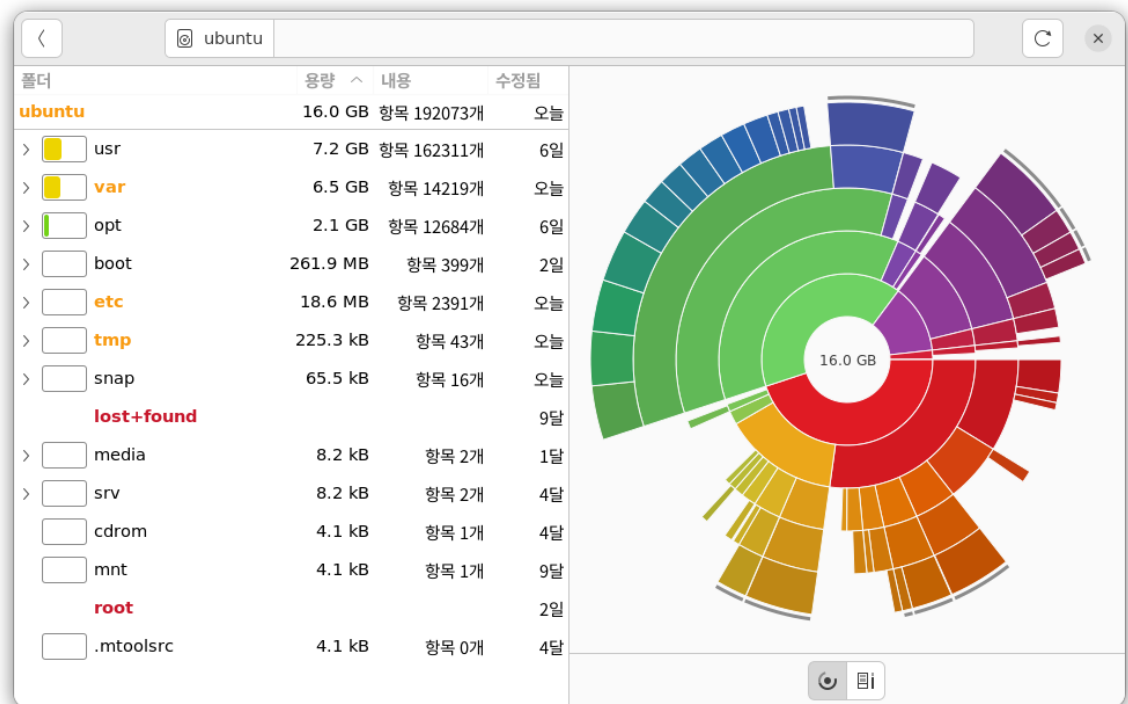 ubuntu
폴더 용량 내용 수정됨
ubuntu 16.0 GB 항목 192073개 오늘
usr 7.2 GB 항목 162311개 6일
var 6.5 GB 항목 14219개 오늘
opt 2.1 GB 항목 12684개 6일
boot 261.9 MB 항목 399개 2일
etc 18.6 MB 항목 2391개 오늘
tmp 225.3 kB 항목 43개 오늘
snap 65.5 kB 항목 16개 오늘
lost+found 9달
media 8.2 kB 항목 2개 1달
srv 8.2 kB 항목 2개 4달
cdrom 4.1 kB 항목 1개 4달
mnt 4.1 kB 항목 1개 9달
root 2일
.mtoolsrc 4.1 kB 항목 0개 4달
16.0 GB